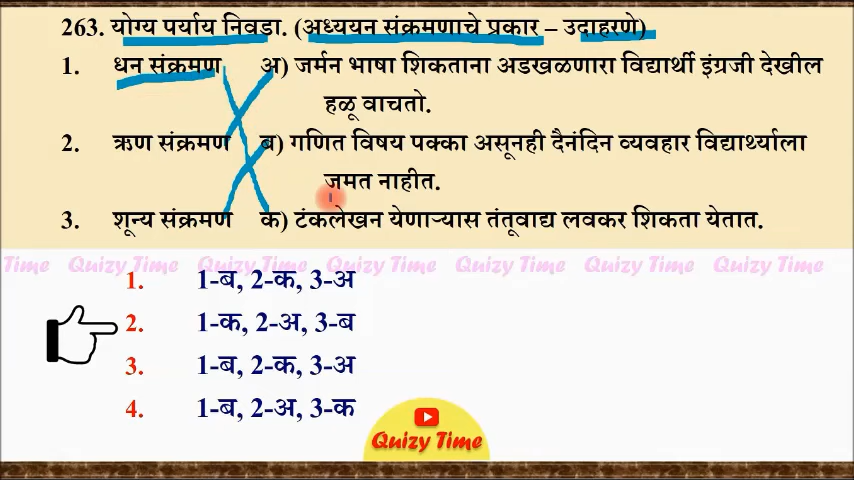 263. योग्य पर्याय निवडा. (अध्ययन संक्रमणाचे प्रकार – उदाहरणे)
1. धन संक्रमण अ) जर्मन भाषा शिकताना अडखळणारा विद्यार्थी इंग्रजी देखील
हळू वाचतो.
2. ऋण संक्रमण ब) गणित विषय पक्का असूनही दैनंदिन व्यवहार विद्यार्थ्याला
जमत नाहीत.
3. शून्य संक्रमण क) टंकलेखन येणाऱ्यास तंतूवाद्य लवकर शिकता येतात.
Time Quizy Time Quizy Time Quizy Time Quizy Time Quizy Time Quizy Time
1. 1-ब, 2-क, 3-अ
2. 1-क, 2-अ, 3-ब
3. 1-ब, 2-क, 3-अ
4. 1-ब, 2-अ, 3-क
Quizy Time